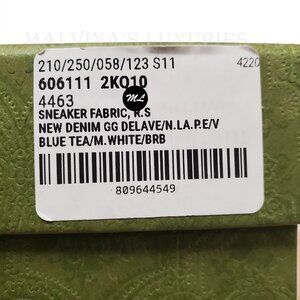 MALVINA'S LUXURIES
210/250/058/123 S11 4220
606111 2KQ10
4463
ML
SNEAKER FABRIC, R.S
NEW DENIM GG DELAVE/N.LA.P.E/V
BLUE TEA/M.WHITE/BRB
809644549